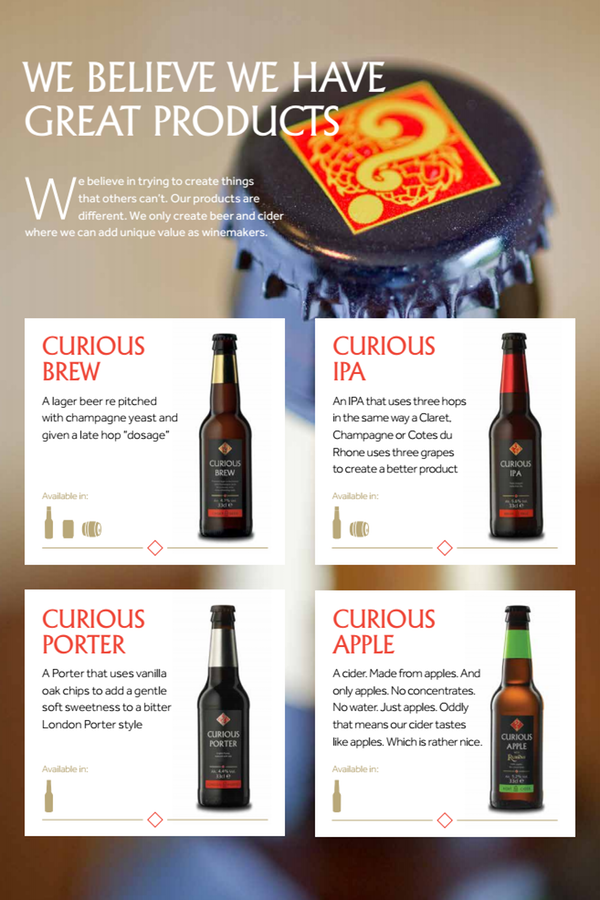 WE BELIEVE WE HAVE
GREAT PRODUCTS
We believe in trying to create things
that others can't. Our products are
different. We only create beer and cider
where we can add unique value as winemakers.
CURIOUS
BREW
A lager beer re pitched
with champagne yeast and
given a late hop "dosage"
Available in:
CURIOUS
BREW
33cl e
CURIOUS
IPA
An IPA that uses three hops
in the same way a Claret,
Champagne or Cotes du
Rhone uses three grapes
to create a better product
Available in:
CURIOUS
IPA
33cl e
CURIOUS
PORTER
A Porter that uses vanilla
oak chips to add a gentle
soft sweetness to a bitter
London Porter style
Available in:
CURIOUS
PORTER
33cl e
CURIOUS
APPLE
A cider. Made from apples. And
only apples. No concentrates.
No water. Just apples. Oddly
that means our cider tastes
like apples. Which is rather nice.
Available in:
CURIOUS
APPLE
33cl e